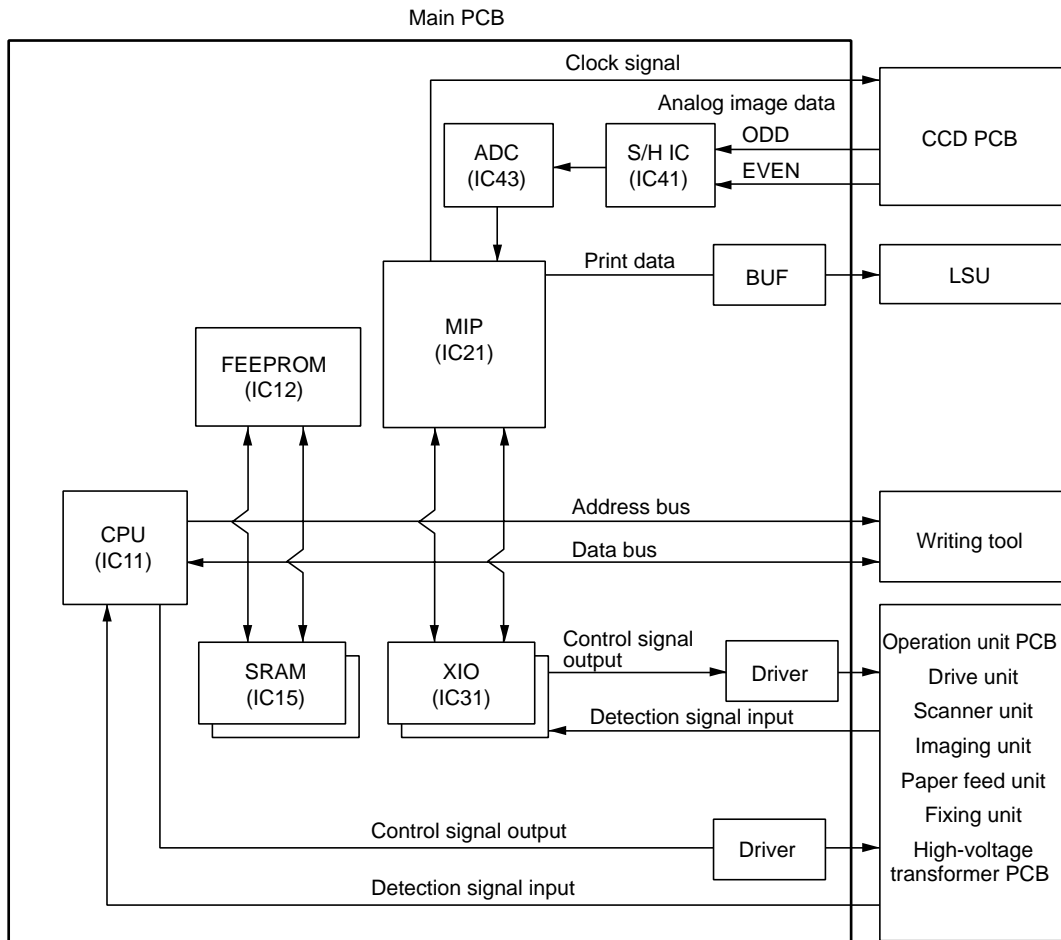 Main PCB
Clock signal
Analog image data
ODD
EVEN
ADC
(IC43)
S/H IC
(IC41)
CCD PCB
Print data
BUF
LSU
MIP
(IC21)
FEEPROM
(IC12)
CPU
(IC11)
Address bus
Data bus
Writing tool
SRAM
(IC15)
XIO
(IC31)
Control signal
output
Driver
Detection signal input
Operation unit PCB
Drive unit
Scanner unit
Imaging unit
Paper feed unit
Fixing unit
High-voltage
transformer PCB
Control signal output
Driver
Detection signal input